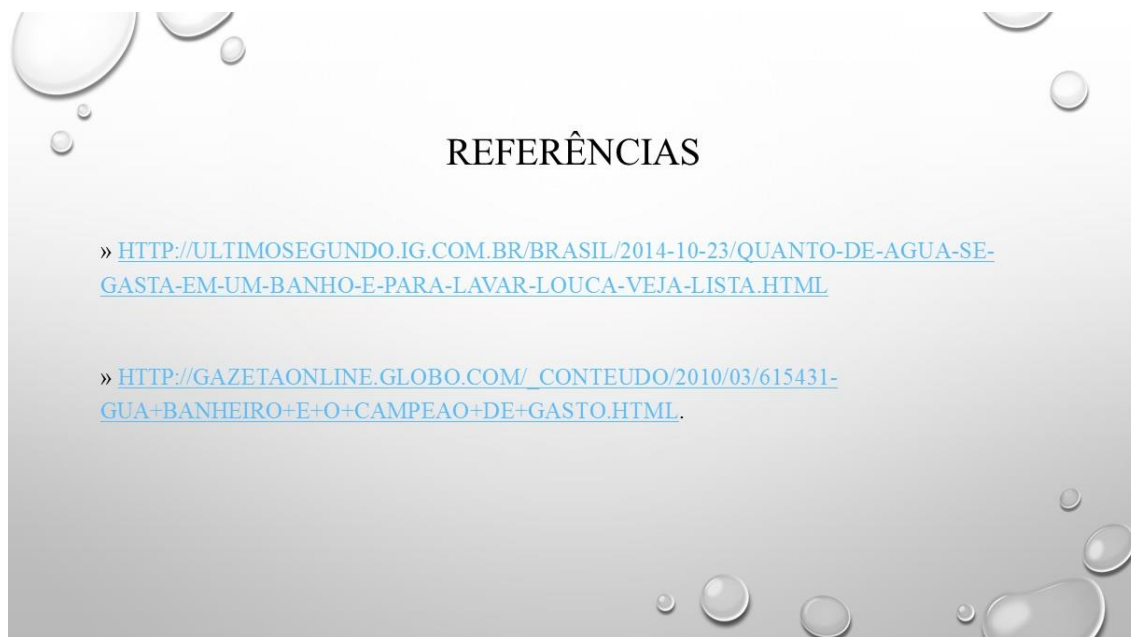 REFERÊNCIAS
» HTTP://ULTIMOSEGUNDO.IG.COM.BR/BRASIL/2014-10-23/QUANTO-DE-AGUA-SE-
GASTA-EM-UM-BANHO-E-PARA-LAVAR-LOUCA-VEJA-LISTA.HTML
» HTTP://GAZETAONLINE.GLOBO.COM/_CONTEUDO/2010/03/615431-
GUA+BANHEIRO+E+O+CAMPEAO+DE+GASTO.HTML.